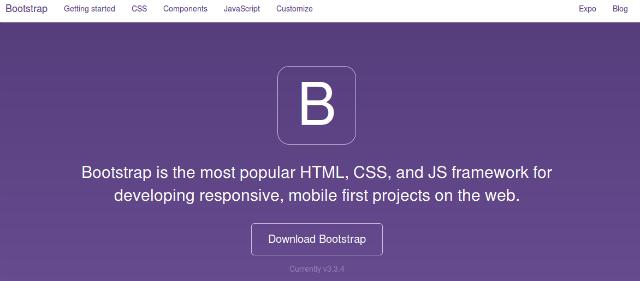 Bootstrap Getting started CSS Components JavaScript Customize Expo Blog
B
Bootstrap is the most popular HTML, CSS, and JS framework for
developing responsive, mobile first projects on the web.
Download Bootstrap
Currently v3.3.4